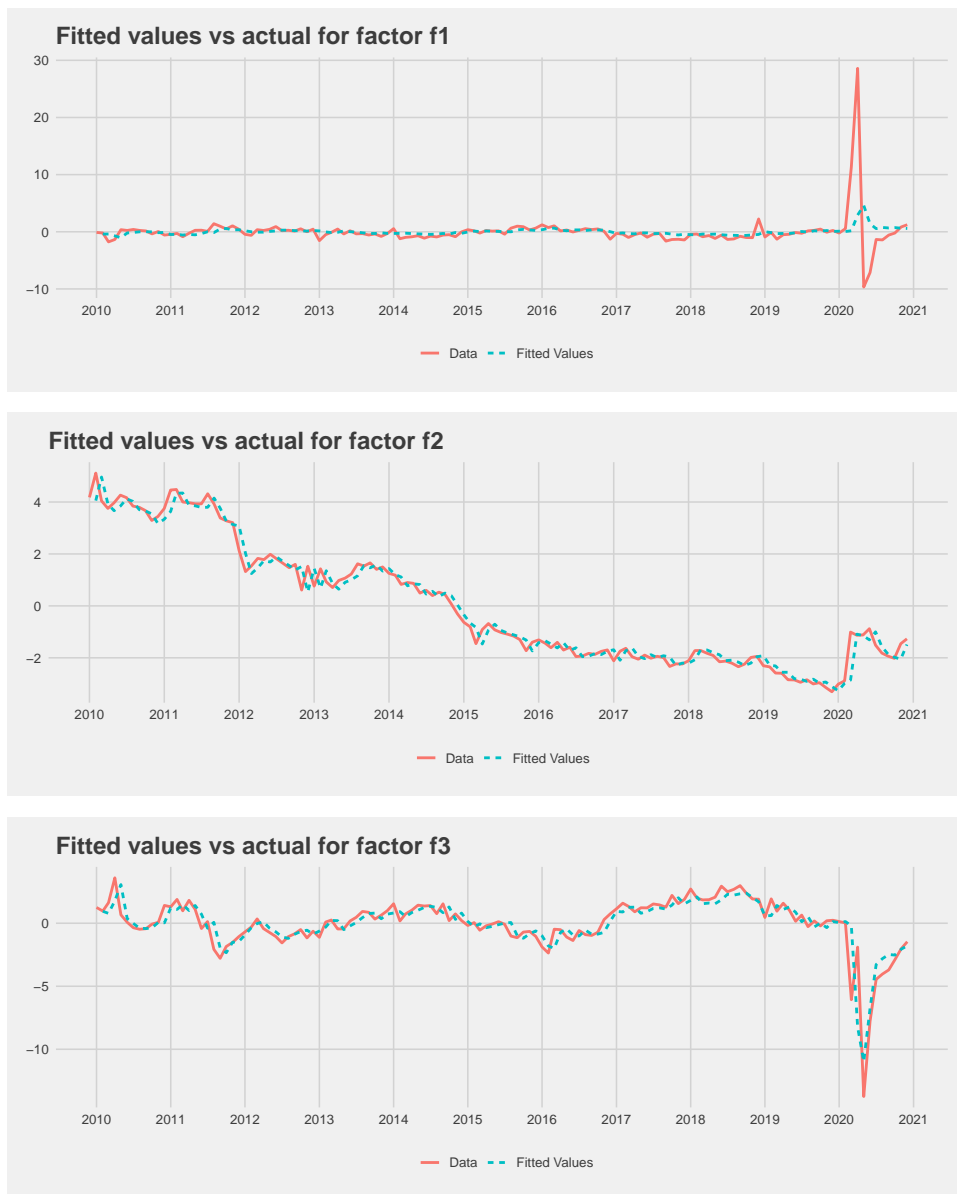 Fitted values vs actual for factor f1
30
20
10
0
−10
2010 2011 2012 2013 2014 2015 2016 2017 2018 2019 2020 2021
Data Fitted Values
Fitted values vs actual for factor f2
4
2
0
−2
2010 2011 2012 2013 2014 2015 2016 2017 2018 2019 2020 2021
Data Fitted Values
Fitted values vs actual for factor f3
0
−5
−10
2010 2011 2012 2013 2014 2015 2016 2017 2018 2019 2020 2021
Data Fitted Values